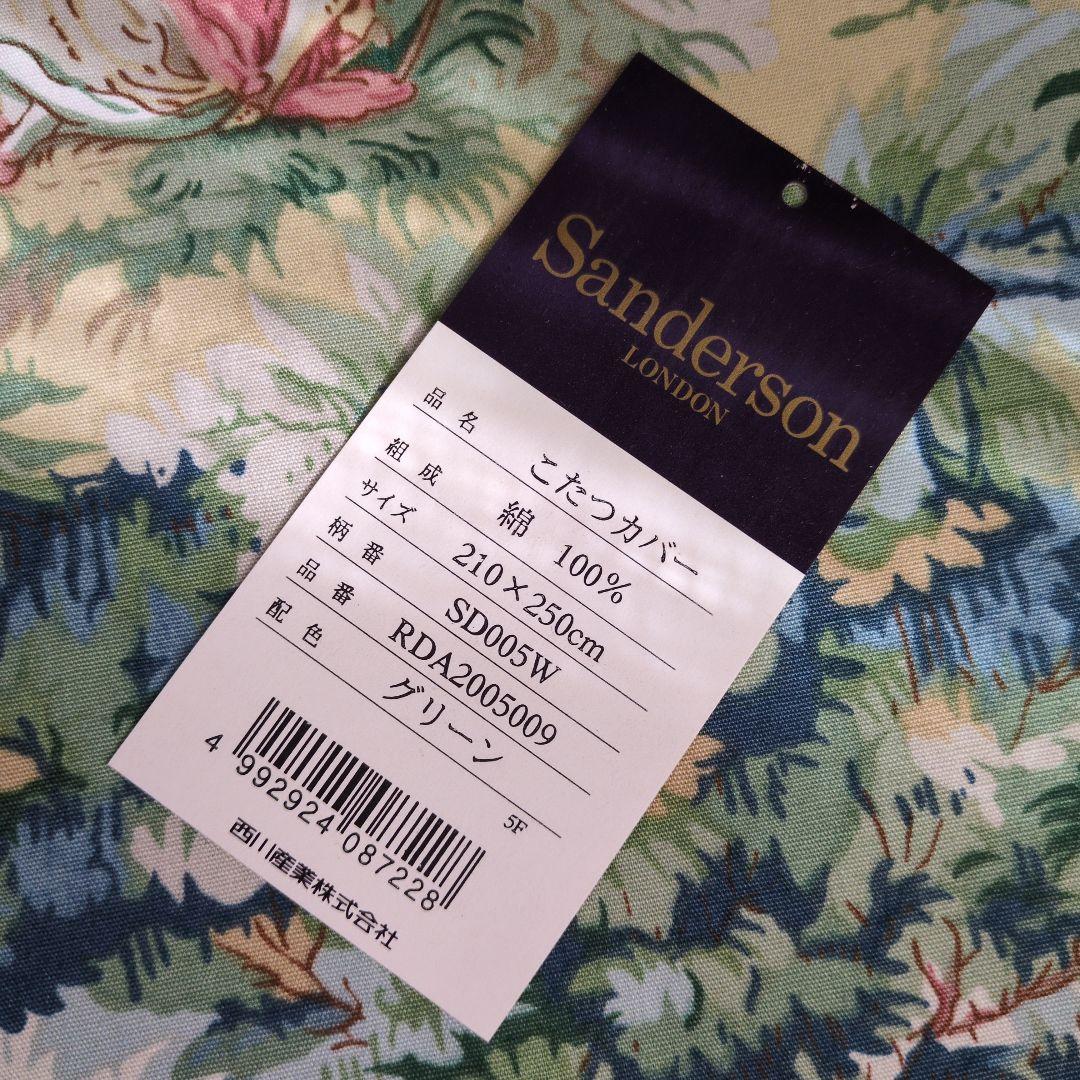 Sanderson
LONDON
品名 こたつカバー
組成 綿 100%
サイズ 210×250cm
柄番 SD005W
品番 RDA2005009
配色 グリーン
5F
4 992924 087228
西川産業株式会社